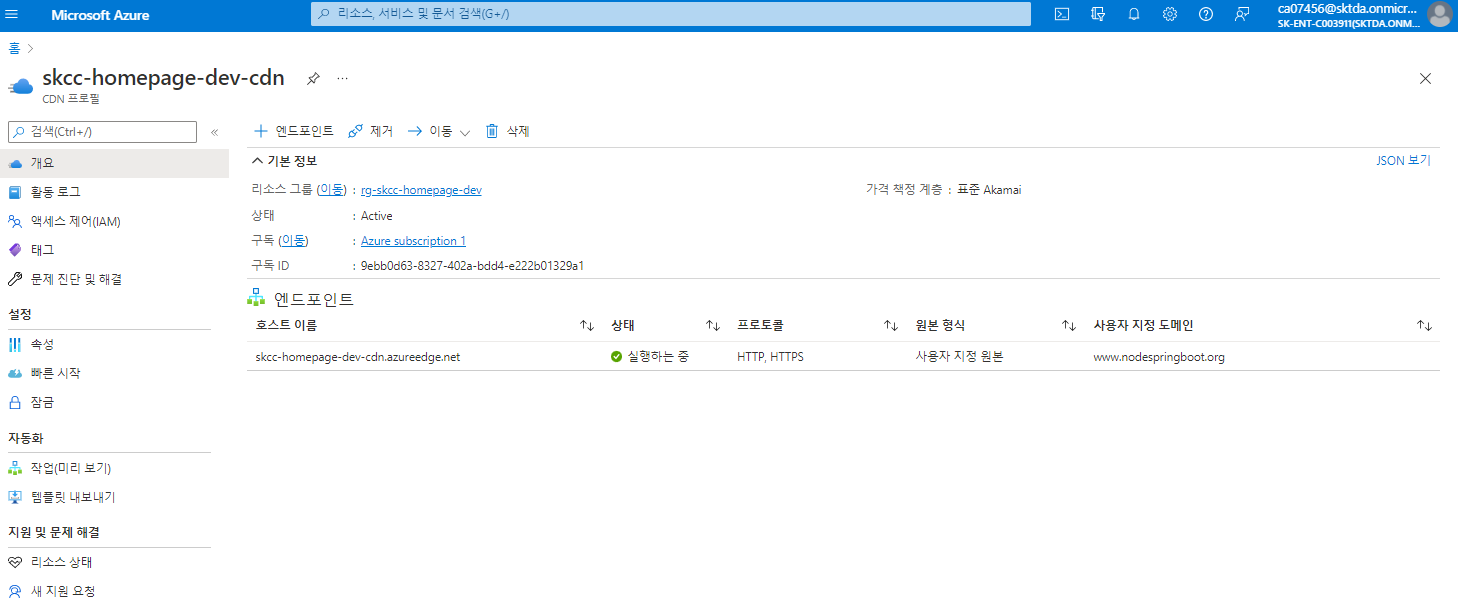 Microsoft Azure
리소스, 서비스 및 문서 검색(G+/)
ca07456@sktda.onmicr...
SK-ENT-C003911(SKTDA.ONM...
홈
skcc-homepage-dev-cdn
...
CDN 프로필
검색(Ctrl+/)
«
엔드포인트
제거
이동
삭제
개요
활동 로그
액세스 제어(IAM)
태그
문제 진단 및 해결
설정
속성
빠른 시작
잠금
자동화
작업(미리 보기)
템플릿 내보내기
지원 및 문제 해결
리소스 상태
새 지원 요청
기본 정보
JSON 보기
리소스 그룹 (이동) : rg-skcc-homepage-dev
가격 책정 계층 : 표준 Akamai
상태 : Active
구독 (이동) : Azure subscription 1
구독 ID : 9ebb0d63-8327-402a-bdd4-e222b01329a1
엔드포인트
호스트 이름 상태 프로토콜 원본 형식 사용자 지정 도메인
skcc-homepage-dev-cdn.azureedge.net 실행하는 중 HTTP, HTTPS 사용자 지정 원본 www.nodespringboot.org